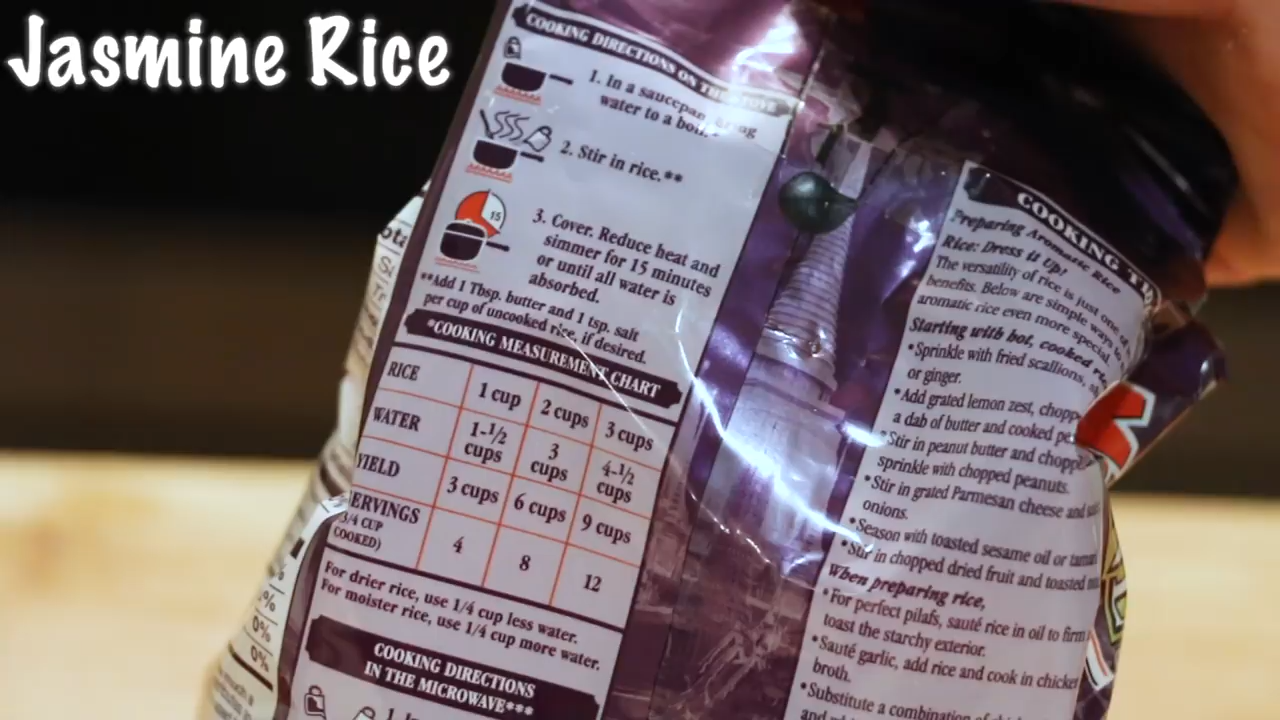 Jasmine Rice
COOKING DIRECTIONS ON THE STOVE
1. In a saucepan, bring
water to a boil.
2. Stir in rice.**
15
3. Cover. Reduce heat and
simmer for 15 minutes
or until all water is
absorbed.
**Add 1 Tbsp. butter and 1 tsp. salt
per cup of uncooked rice, if desired.
*COOKING MEASUREMENT CHART
RICE 1 cup 2 cups 3 cups
WATER 1-½ cups 3 cups 4-½ cups
YIELD 3 cups 6 cups 9 cups
ERVINGS 4 8 12
(3/4 CUP
COOKED)
For drier rice, use 1/4 cup less water.
For moister rice, use 1/4 cup more water.
COOKING DIRECTIONS
IN THE MICROWAVE***
COOKING
Preparing Aromatic Rice
Rice: Dress it Up!
The versatility of rice is just one of
benefits. Below are simple ways to
aromatic rice even more special
Starting with hot, cooked
•Sprinkle with fried scallions,
or ginger.
•Add grated lemon zest,
a dab of butter and cooked
•Stir in peanut butter and
sprinkle with chopped peanuts.
•Stir in grated Parmesan cheese and
onions.
•Season with toasted sesame oil or
•Stir in chopped dried fruit and toasted
When preparing rice,
•For perfect pilafs, sauté rice in oil to firm
toast the starchy exterior.
•Sauté garlic, add rice and cook in chicken
broth.
•Substitute a combination of
0%
0%